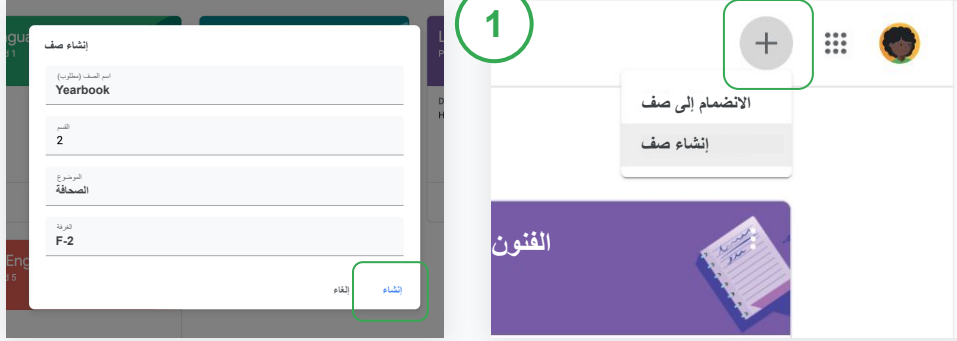 1
الانضمام إلى صف
إنشاء صف
الفنون
إنشاء صف
اسم الصف (مطلوب)
Yearbook
القسم
2
الموضوع
الصحافة
الغرفة
F-2
إلغاء
إنشاء